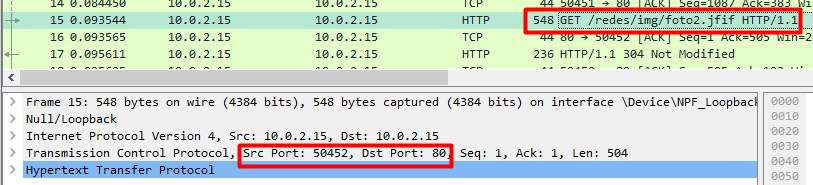 14 0.084450 10.0.2.15 10.0.2.15 TCP 44 50451 → 80 [ACK] Seq=1087 Ack=383 Win
15 0.093544 10.0.2.15 10.0.2.15 HTTP 548 GET /redes/img/foto2.jfif HTTP/1.1
16 0.093565 10.0.2.15 10.0.2.15 TCP 44 80 → 50452 [ACK] Seq=1 Ack=505 Win=2
17 0.095611 10.0.2.15 10.0.2.15 HTTP 236 HTTP/1.1 304 Not Modified
Frame 15: 548 bytes on wire (4384 bits), 548 bytes captured (4384 bits) on interface \Device\NPF_Loopback
Null/Loopback
Internet Protocol Version 4, Src: 10.0.2.15, Dst: 10.0.2.15
Transmission Control Protocol, Src Port: 50452, Dst Port: 80, Seq: 1, Ack: 1, Len: 504
Hypertext Transfer Protocol
0000
0010
0020
0030
0040
0050